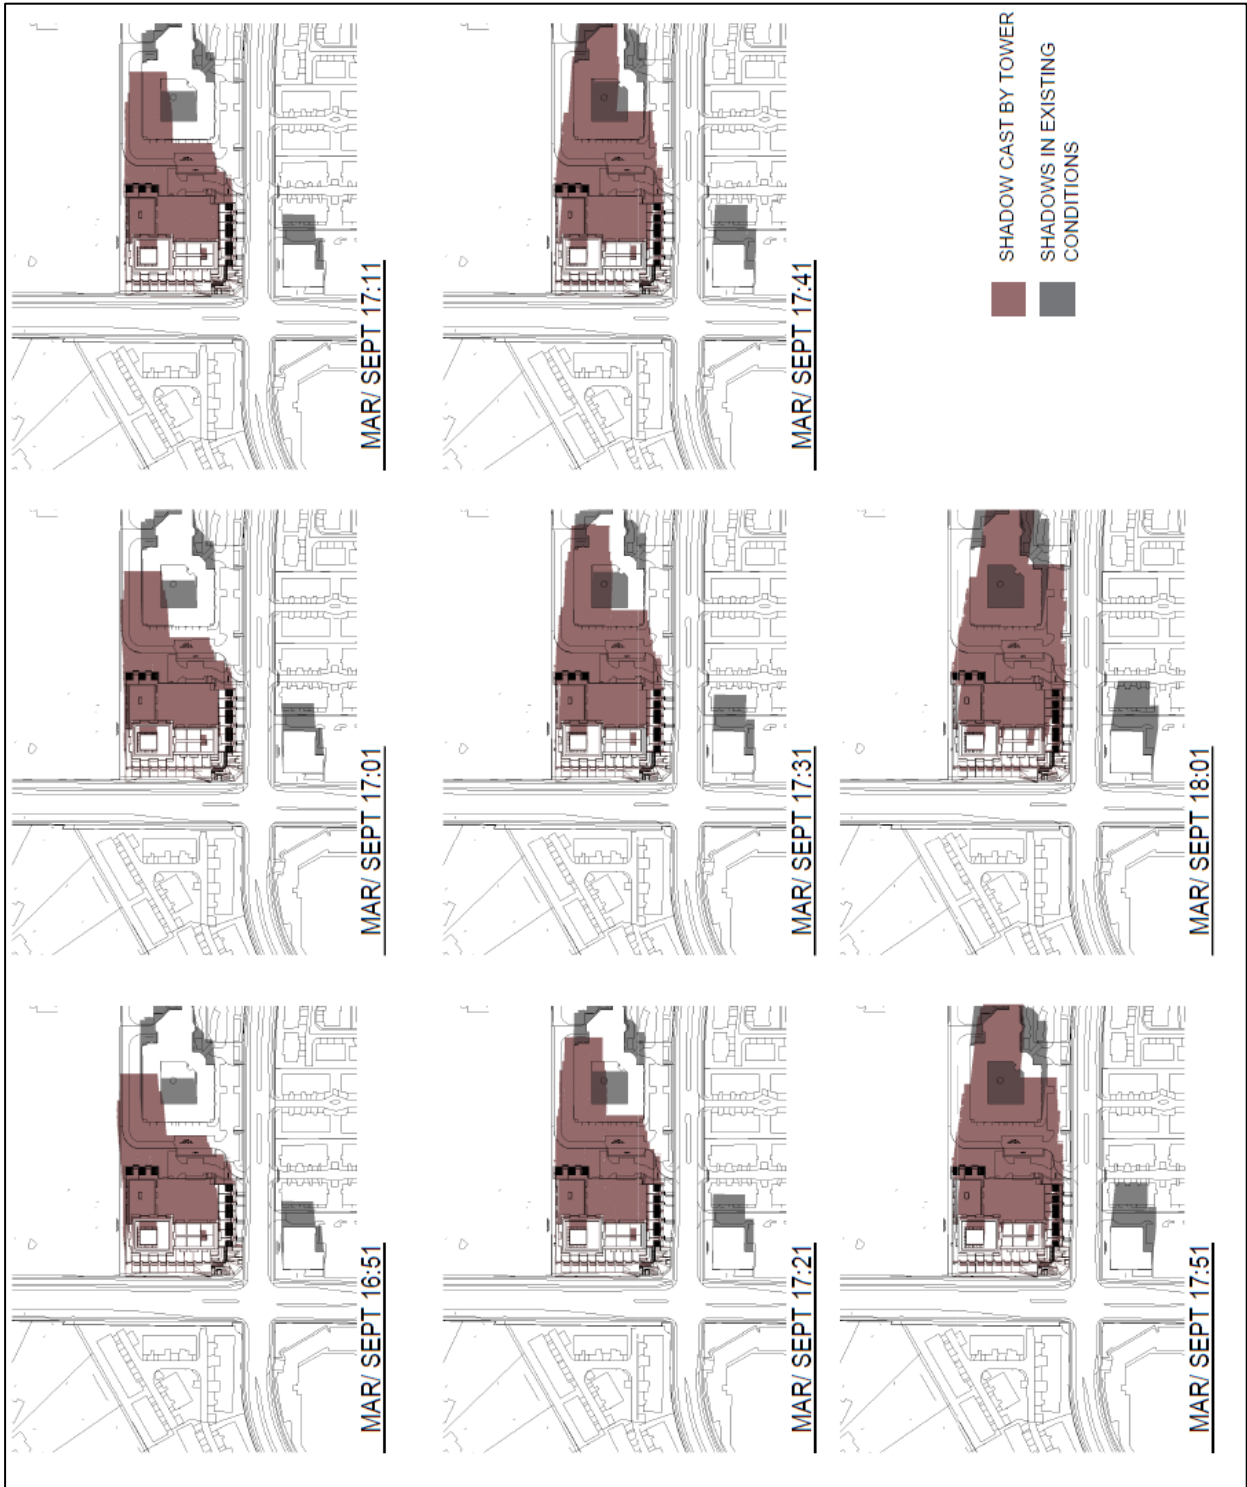 MAR/ SEPT 16:51
MAR/ SEPT 17:01
MAR/ SEPT 17:11
MAR/ SEPT 17:21
MAR/ SEPT 17:31
MAR/ SEPT 17:41
MAR/ SEPT 17:51
MAR/ SEPT 18:01
SHADOW CAST BY TOWER
SHADOWS IN EXISTING
CONDITIONS